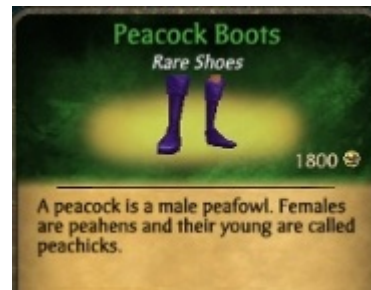 Peacock Boots
Rare Shoes
1800
A peacock is a male peafowl. Females
are peahens and their young are called
peachicks.